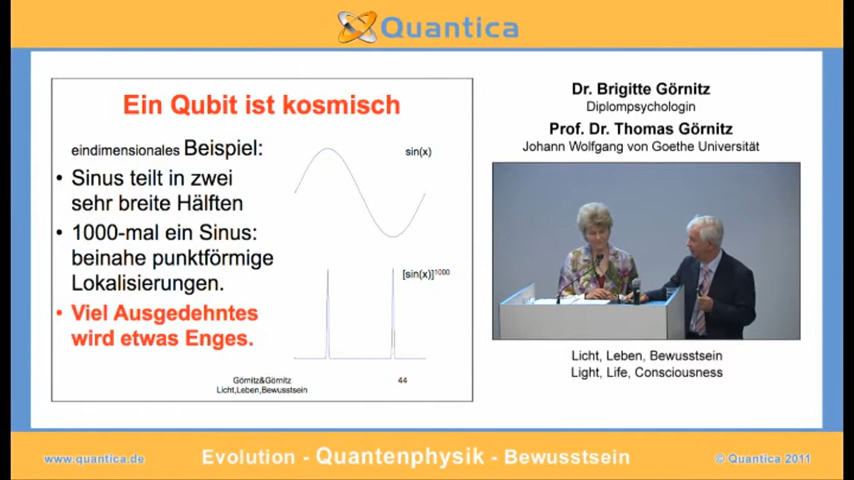 Quantica
Ein Qubit ist kosmisch
eindimensionales Beispiel:
• Sinus teilt in zwei
sehr breite Hälften
• 1000-mal ein Sinus:
beinahe punktförmige
Lokalisierungen.
• Viel Ausgedehntes
wird etwas Enges.
sin(x)
[sin(x)]1000
Görnitz&Görnitz
Licht,Leben,Bewusstsein
44
Dr. Brigitte Görnitz
Diplompsychologin
Prof. Dr. Thomas Görnitz
Johann Wolfgang von Goethe Universität
Licht, Leben, Bewusstsein
Light, Life, Consciousness
www.quantica.de
Evolution - Quantenphysik - Bewusstsein
© Quantica 2011